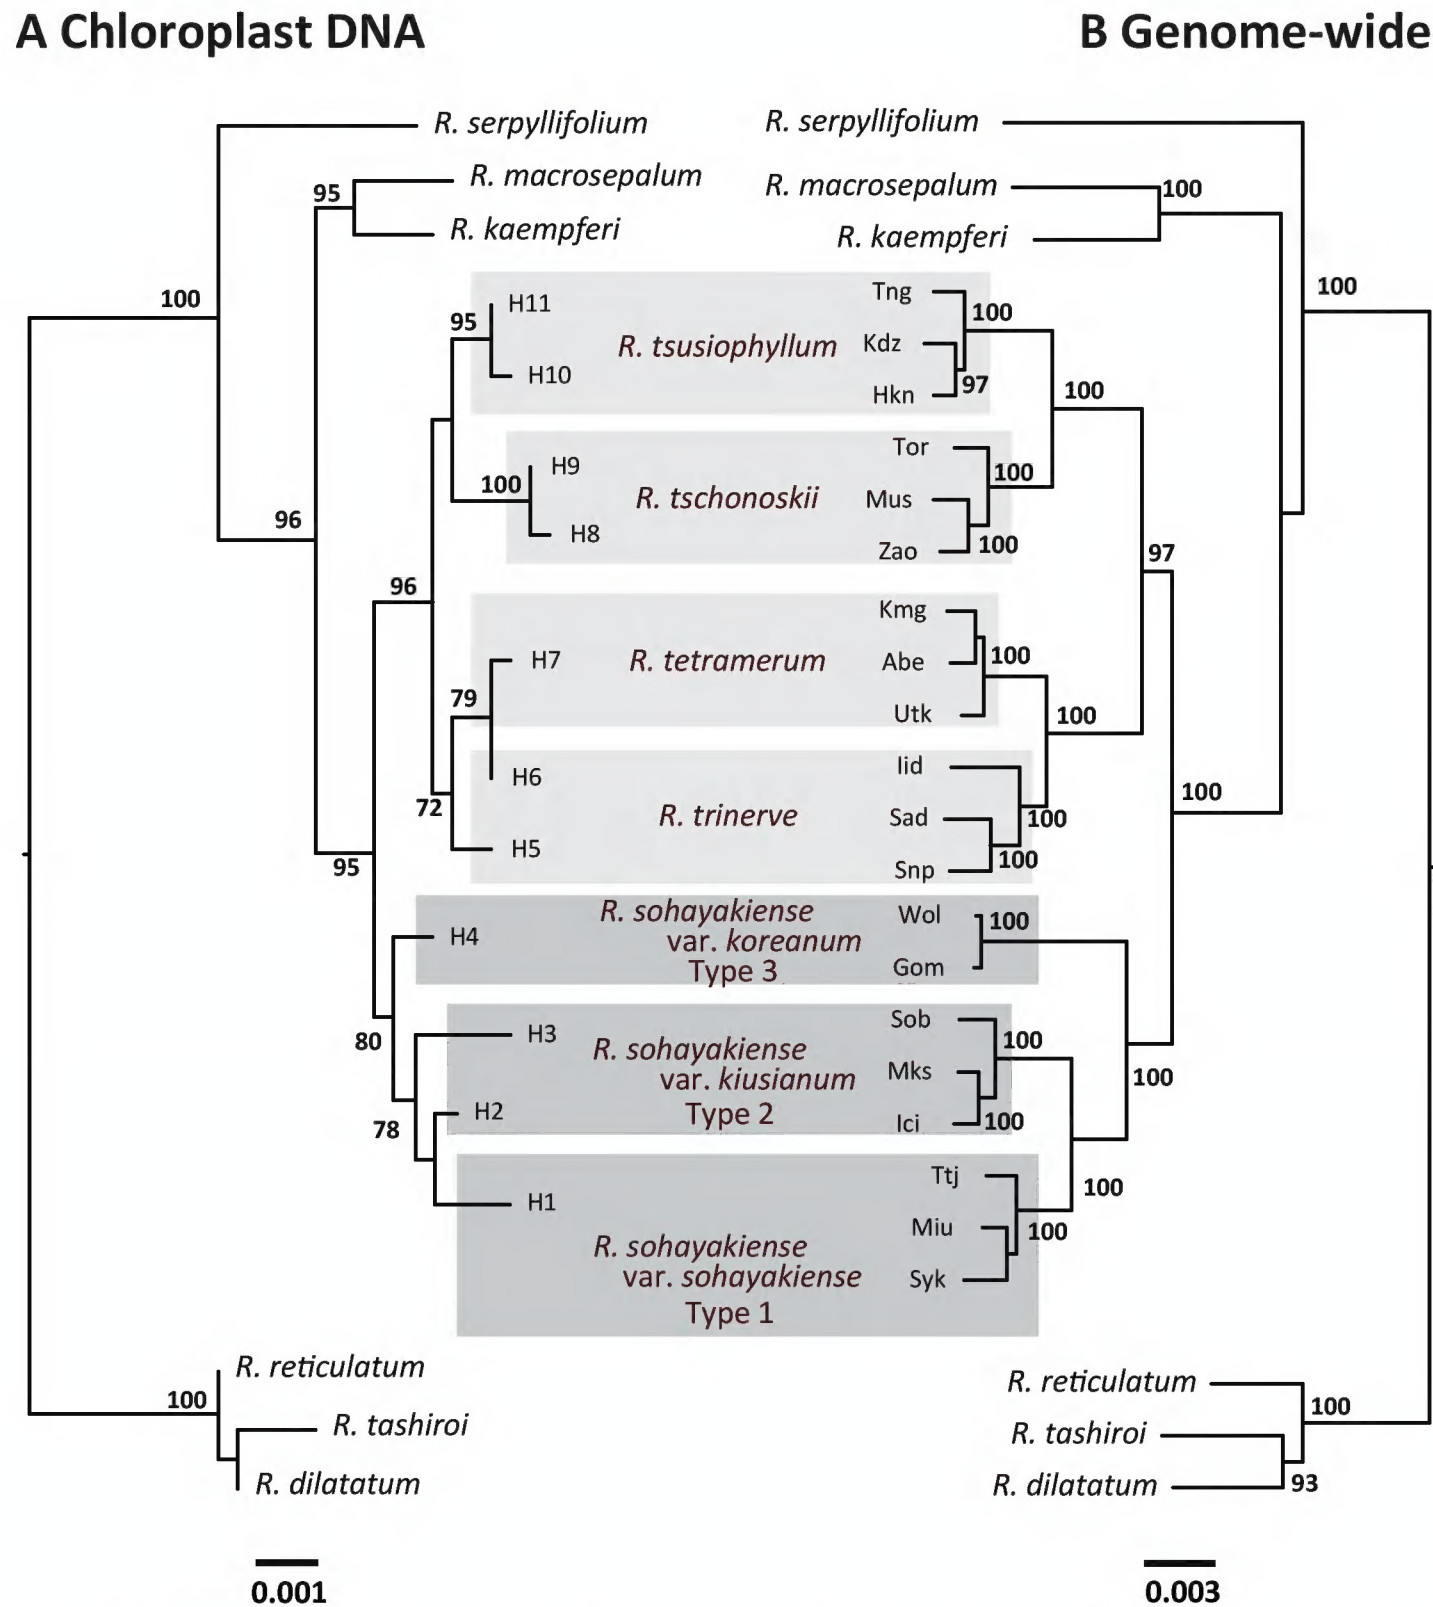 A Chloroplast DNA
B Genome-wide
R. serpyllifolium
R. serpyllifolium
R. macrosepalum
R. macrosepalum
95
100
R. kaempferi
R. kaempferi
100
100
H11
Tng
95
100
R. tsusiophyllum
Kdz
H10
97
Hkn
100
H9
Tor
100
100
R. tschonoskii
Mus
H8
Zao
100
96
97
96
Kmg
H7
R. tetramerum
Abe
100
79
Utk
100
H6
Iid
72
R. trinerve
Sad
100
100
H5
Snp
100
95
R. sohayakiense
Wol
100
H4
var. koreanum
Type 3
Gom
80
H3
Sob
100
R. sohayakiense
var. kiusianum
Mks
100
H2
Type 2
Ici
100
78
H1
Ttj
100
Miu
100
R. sohayakiense
var. sohayakiense
Syk
Type 1
R. reticulatum
R. reticulatum
100
100
R. tashiroi
R. tashiroi
R. dilatatum
R. dilatatum
93
0.001
0.003